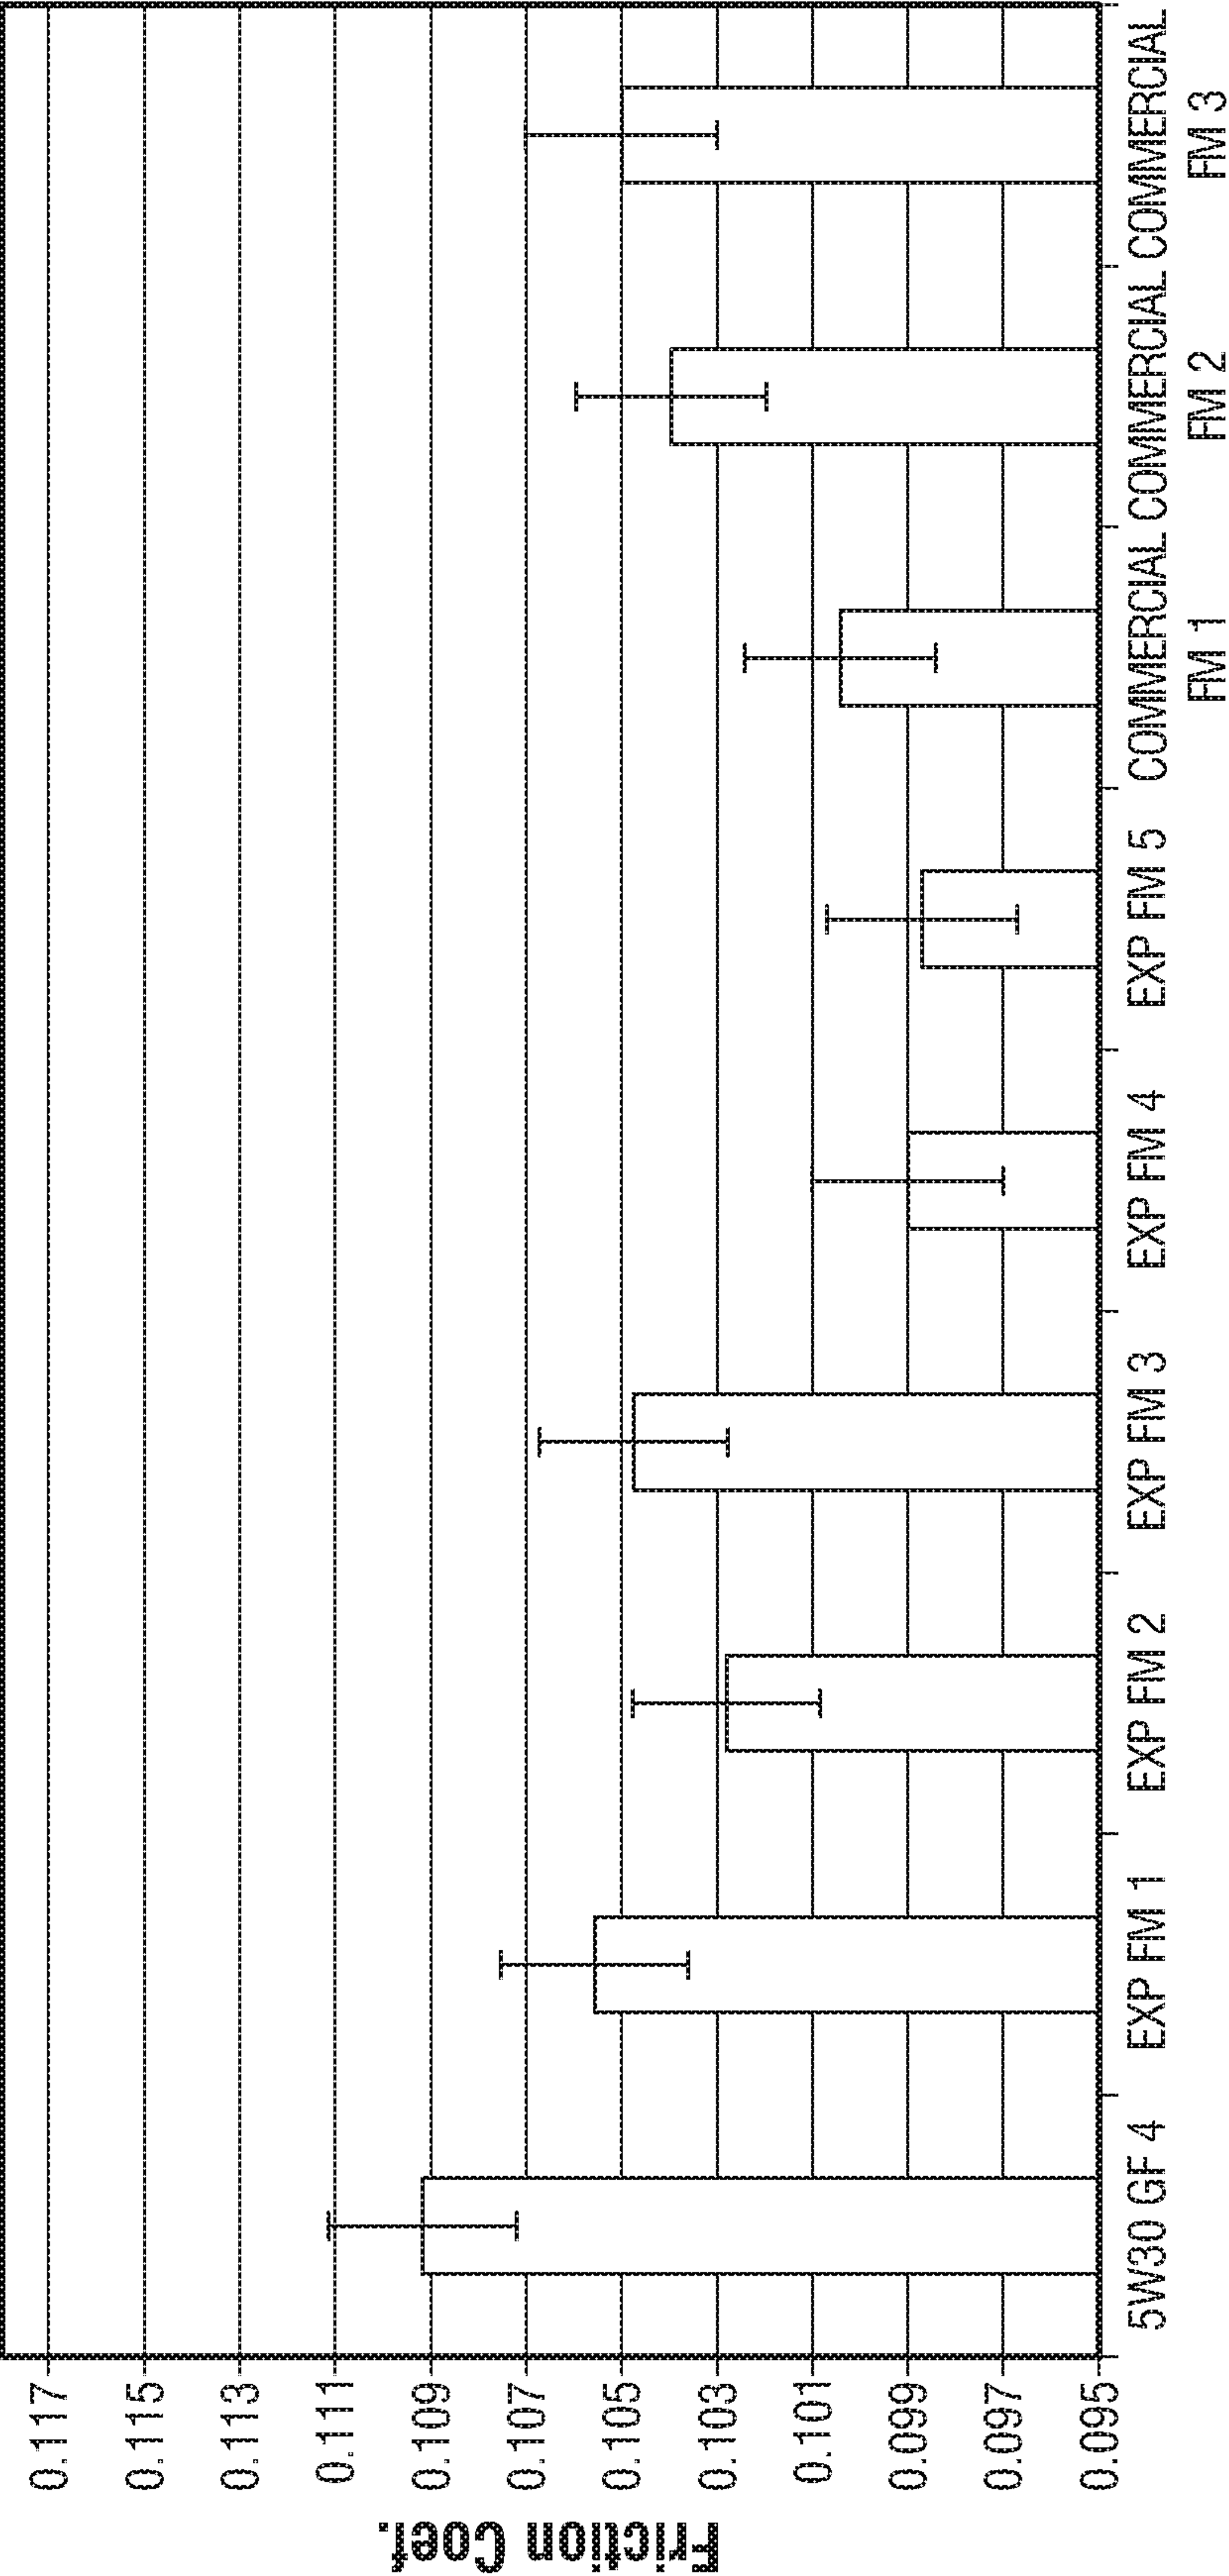 Friction Coef.
0.117
0.115
0.113
0.111
0.109
0.107
0.105
0.103
0.101
0.099
0.097
0.095
5W30 GF 4
EXP FM 1
EXP FM 2
EXP FM 3
EXP FM 4
EXP FM 5
COMMERCIAL
FM 1
COMMERCIAL
FM 2
COMMERCIAL
FM 3